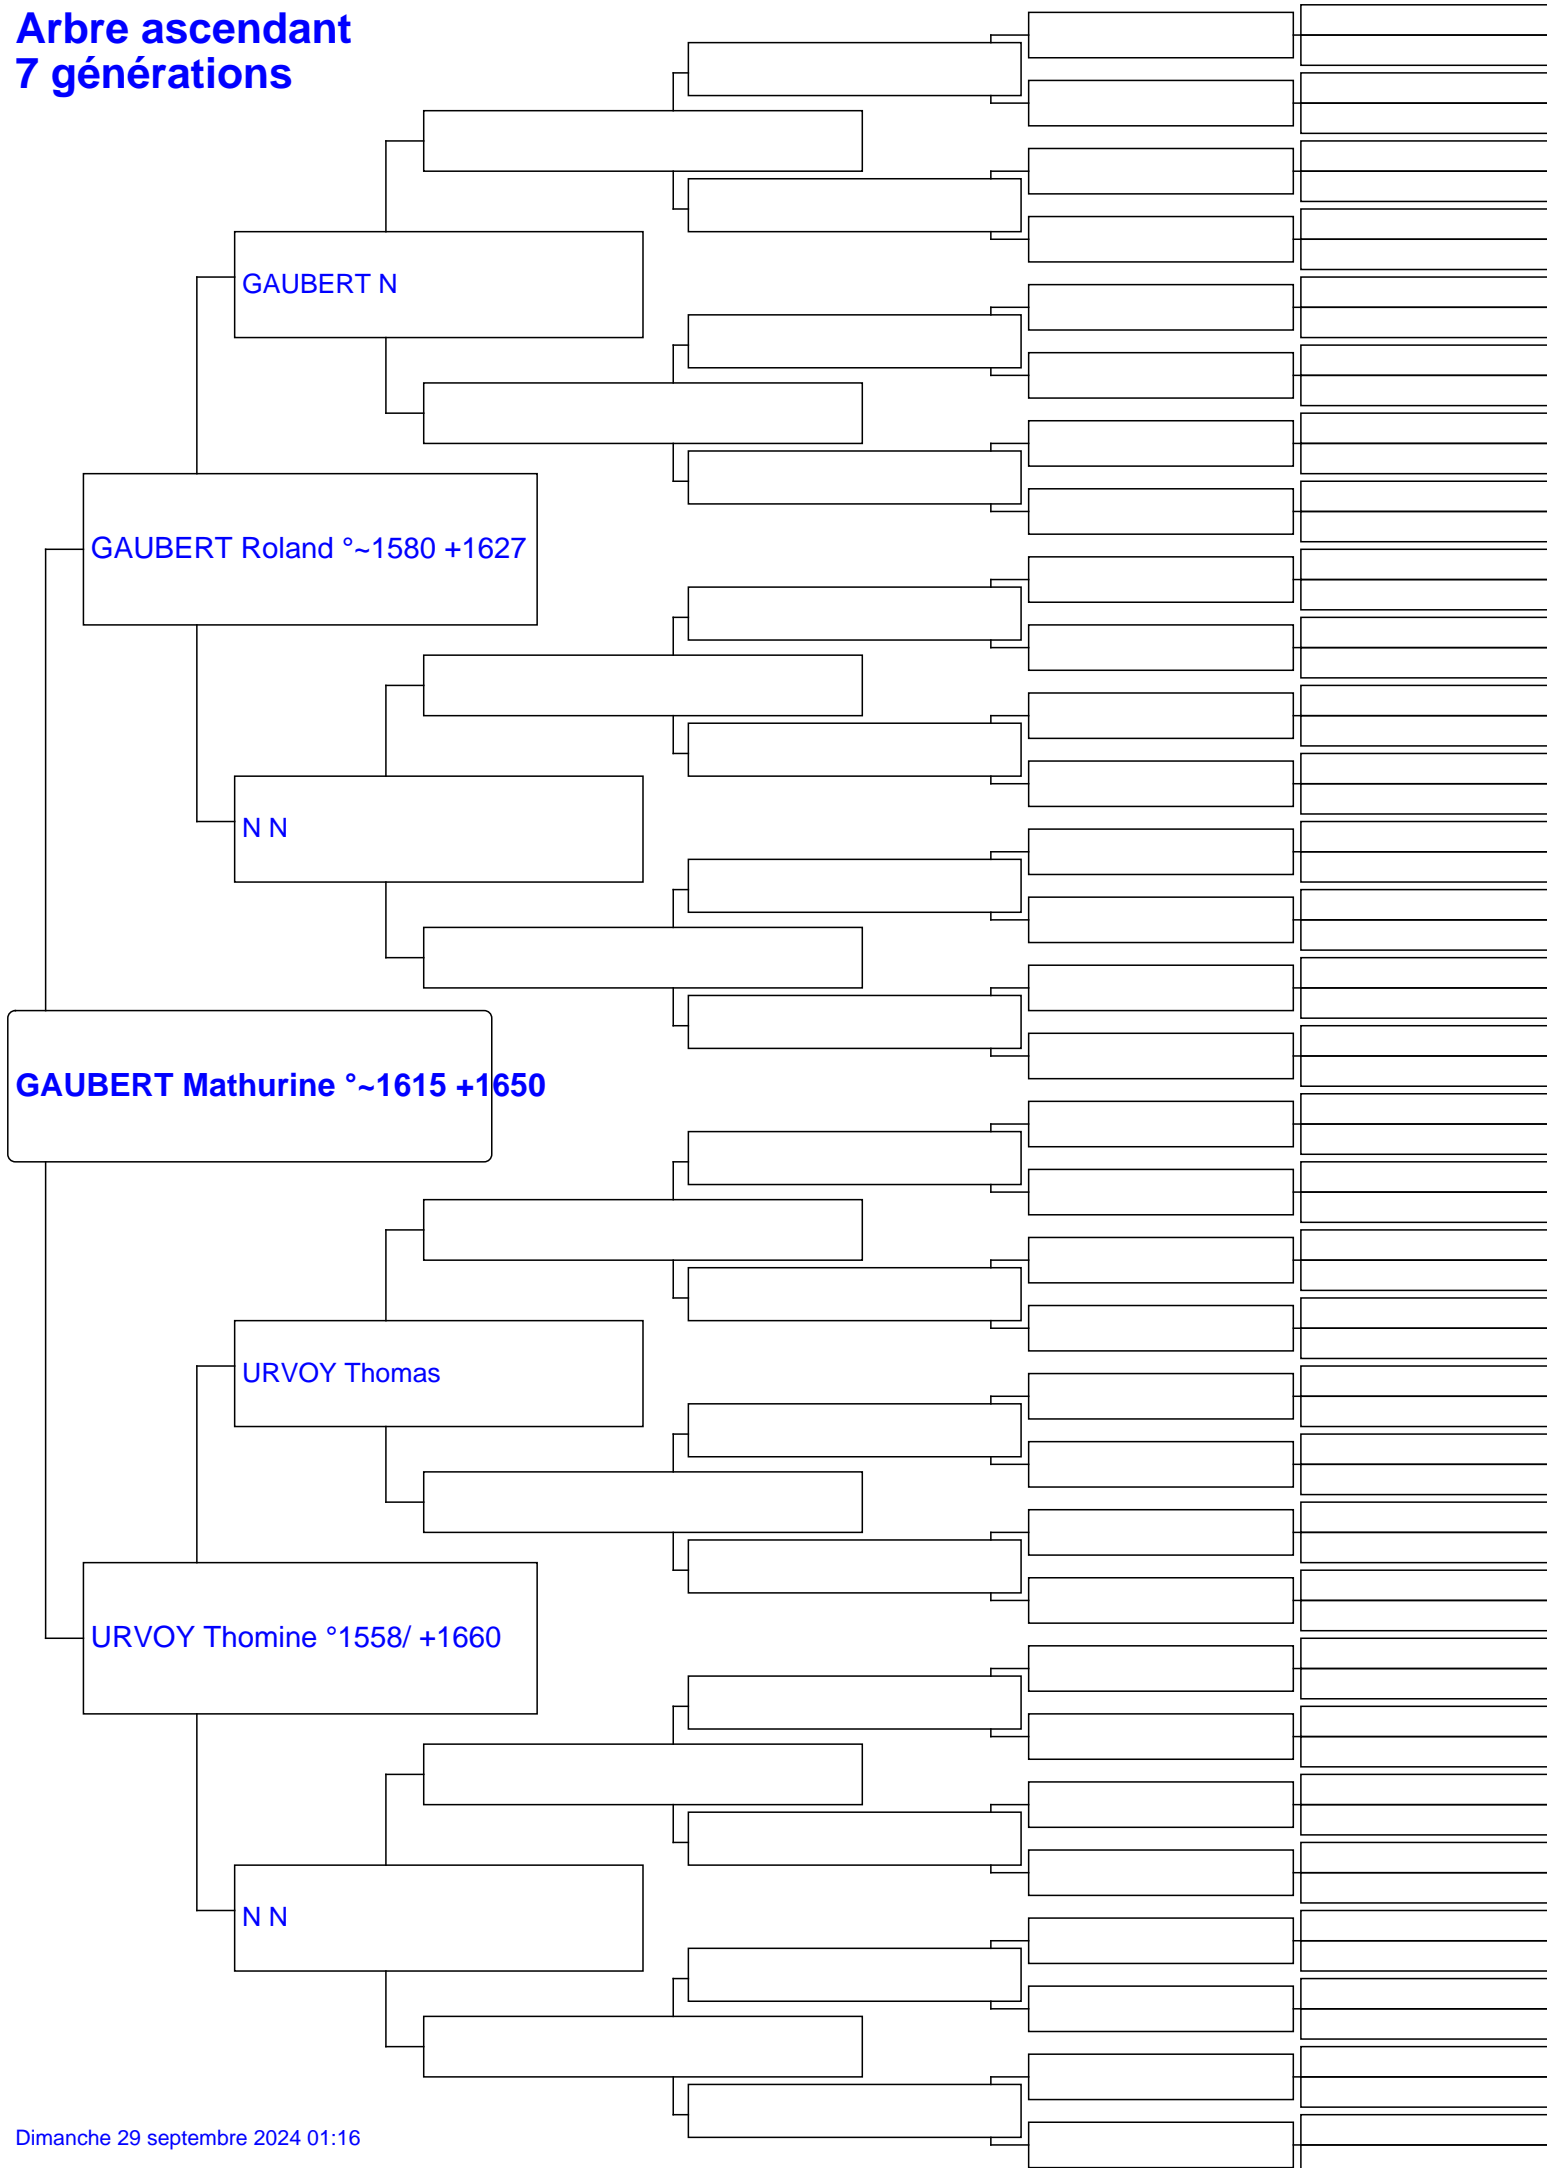 Arbre ascendant
7 générations
GAUBERT N
GAUBERT Roland °~1580 +1627
N N
GAUBERT Mathurine °~1615 +1650
URVOY Thomas
URVOY Thomine °1558/ +1660
N N
Dimanche 29 septembre 2024 01:16